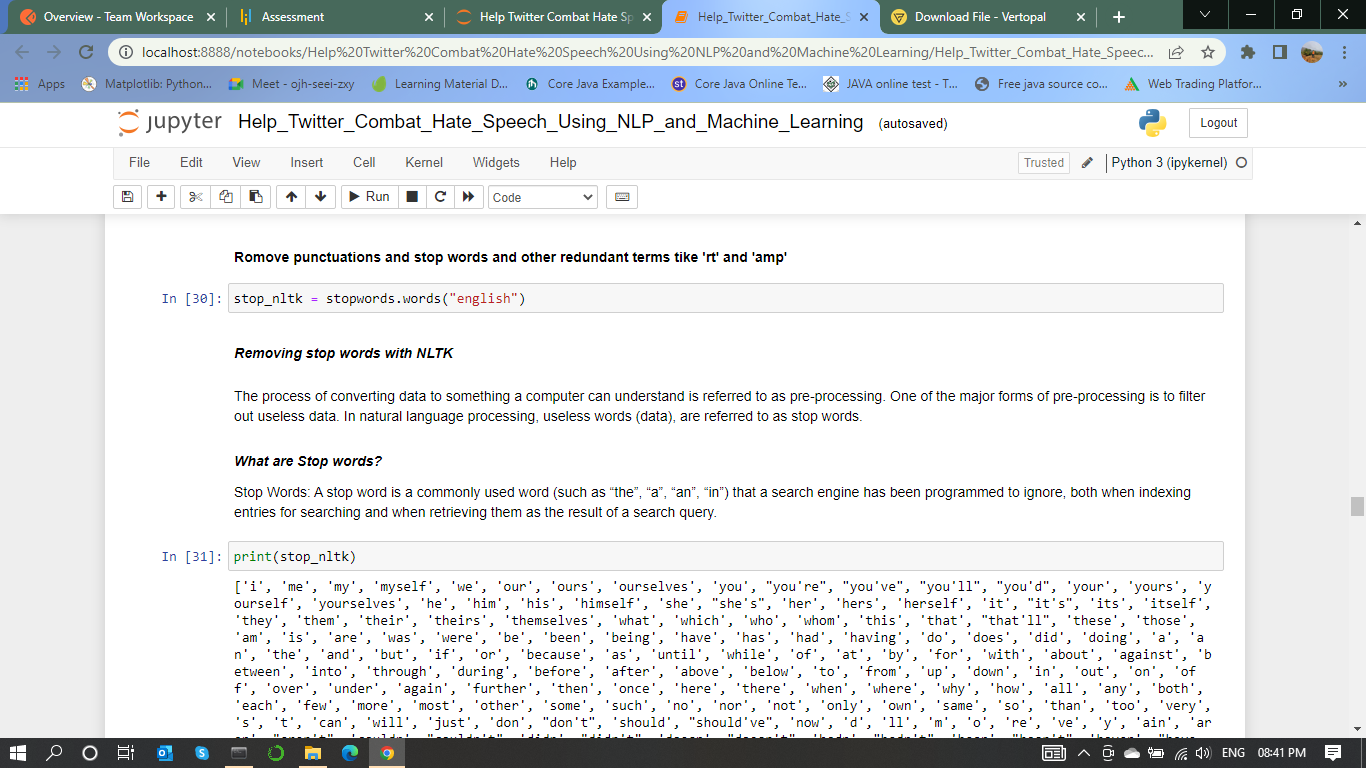 Overview - Team Workspace
Assessment
Help Twitter Combat Hate Sp
Help_Twitter_Combat_Hate_S
Download File - Vertopal
localhost:8888/notebooks/Help%20Twitter%20Combat%20Hate%20Speech%20Using%20NLP%20and%20Machine%20Learning/Help_Twitter_Combat_Hate_Speec...
Apps
Matplotlib: Python...
Meet - ojh-seei-zxy
Learning Material D...
Core Java Example...
Core Java Online Te...
JAVA online test - T...
Free java source co...
Web Trading Platfor...
»
jupyter Help_Twitter_Combat_Hate_Speech_Using_NLP_and_Machine_Learning (autosaved)
Logout
File Edit View Insert Cell Kernel Widgets Help
Trusted
Python 3 (ipykernel)
Run
Code
Romove punctuations and stop words and other redundant terms tike 'rt' and 'amp'
In [30]: stop_nltk = stopwords.words("english")
Removing stop words with NLTK
The process of converting data to something a computer can understand is referred to as pre-processing. One of the major forms of pre-processing is to filter
out useless data. In natural language processing, useless words (data), are referred to as stop words.
What are Stop words?
Stop Words: A stop word is a commonly used word (such as “the”, “a”, “an”, “in”) that a search engine has been programmed to ignore, both when indexing
entries for searching and when retrieving them as the result of a search query.
In [31]: print(stop_nltk)
['i', 'me', 'my', 'myself', 'we', 'our', 'ours', 'ourselves', 'you', "you're", "you've", "you'll", "you'd", 'your', 'yours', 'y
ourself', 'yourselves', 'he', 'him', 'his', 'himself', 'she', "she's", 'her', 'hers', 'herself', 'it', "it's", 'its', 'itself',
'they', 'them', 'their', 'theirs', 'themselves', 'what', 'which', 'who', 'whom', 'this', 'that', "that'll", 'these', 'those',
'am', 'is', 'are', 'was', 'were', 'be', 'been', 'being', 'have', 'has', 'had', 'having', 'do', 'does', 'did', 'doing', 'a', 'a
n', 'the', 'and', 'but', 'if', 'or', 'because', 'as', 'until', 'while', 'of', 'at', 'by', 'for', 'with', 'about', 'against', 'b
etween', 'into', 'through', 'during', 'before', 'after', 'above', 'below', 'to', 'from', 'up', 'down', 'in', 'out', 'on', 'of
f', 'over', 'under', 'again', 'further', 'then', 'once', 'here', 'there', 'when', 'where', 'why', 'how', 'all', 'any', 'both',
'each', 'few', 'more', 'most', 'other', 'some', 'such', 'no', 'nor', 'not', 'only', 'own', 'same', 'so', 'than', 'too', 'very',
's', 't', 'can', 'will', 'just', 'don', "don't", 'should', "should've", 'now', 'd', 'll', 'm', 'o', 're', 've', 'y', 'ain', 'ar
ENG 08:41 PM